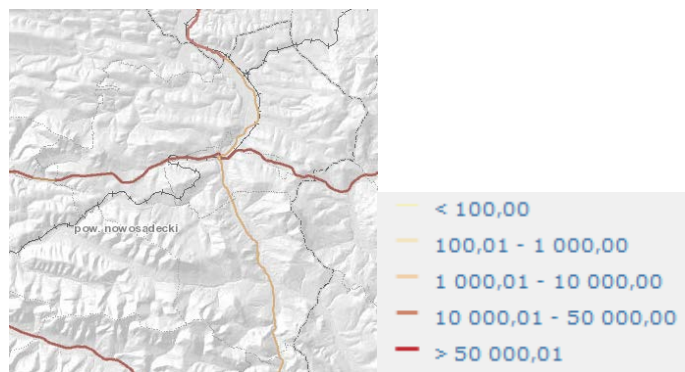 pow. nowosadecki
< 100,00
100,01 - 1 000,00
1 000,01 - 10 000,00
10 000,01 - 50 000,00
> 50 000,01